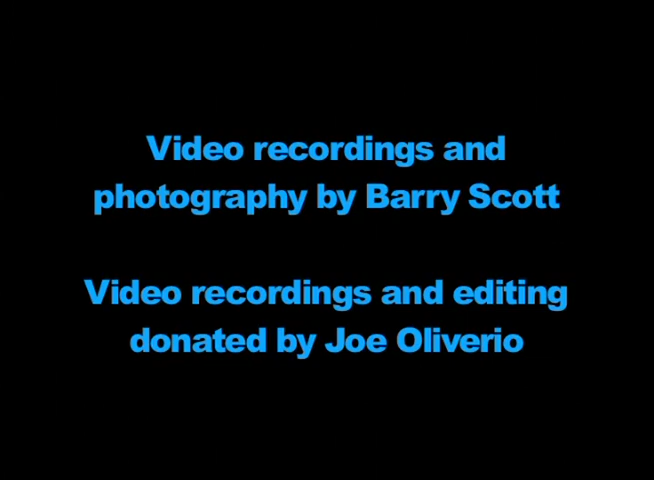 Video recordings and
photography by Barry Scott
Video recordings and editing
donated by Joe Oliverio